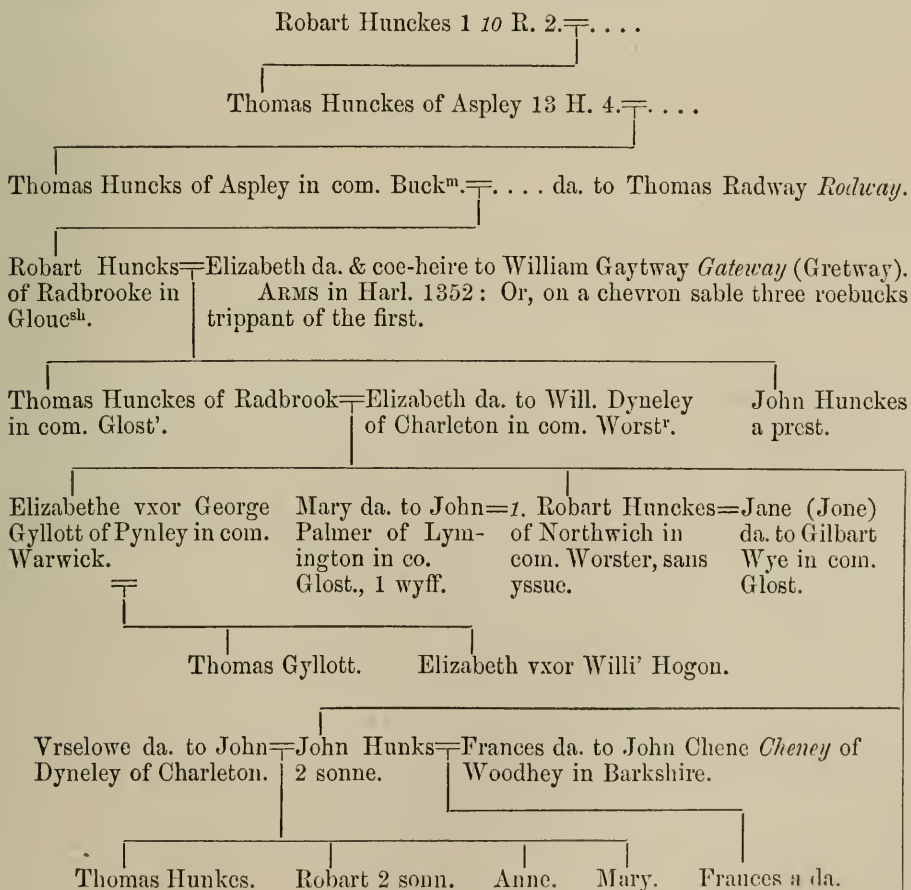 Robart Hunckes 1 10 R. 2.=. . . .
Thomas Hunckes of Aspley 13 H. 4.=. . . .
Thomas Huncks of Aspley in com. Buckᵐ.=. . . . da. to Thomas Radway Rodway.
Robart Huncks=Elizabeth da. & coe-heire to William Gaytway Gateway (Gretway).
of Radbrooke in
Gloucˢʰ.
ARMS in Harl. 1352 : Or, on a chevron sable three roebucks
trippant of the first.
Thomas Hunckes of Radbrook=Elizabeth da. to Will. Dyneley
in com. Glost'.
of Charleton in com. Worstʳ.
John Hunckes
a prest.
Elizabethe vxor George
Gyllott of Pynley in com.
Warwick.
Mary da. to John=1. Robart Hunckes=Jane (Jone)
Palmer of Lym-
ington in co.
Glost., 1 wyff.
of Northwich in
com. Worster, sans
yssue.
da. to Gilbart
Wye in com.
Glost.
Thomas Gyllott.
Elizabeth vxor Willi' Hogon.
Vrselowe da. to John=John Hunks=Frances da. to John Chene Cheney of
Dyneley of Charleton.
2 sonne.
Woodhey in Barkshire.
Thomas Hunkes.
Robart 2 sonn.
Anne.
Mary.
Frances a da.